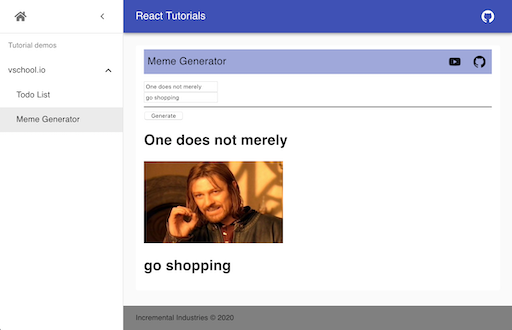 React Tutorials
Tutorial demos
vschool.io
Todo List
Meme Generator
Meme Generator
One does not merely
go shopping
Generate
One does not merely
go shopping
Incremental Industries © 2020